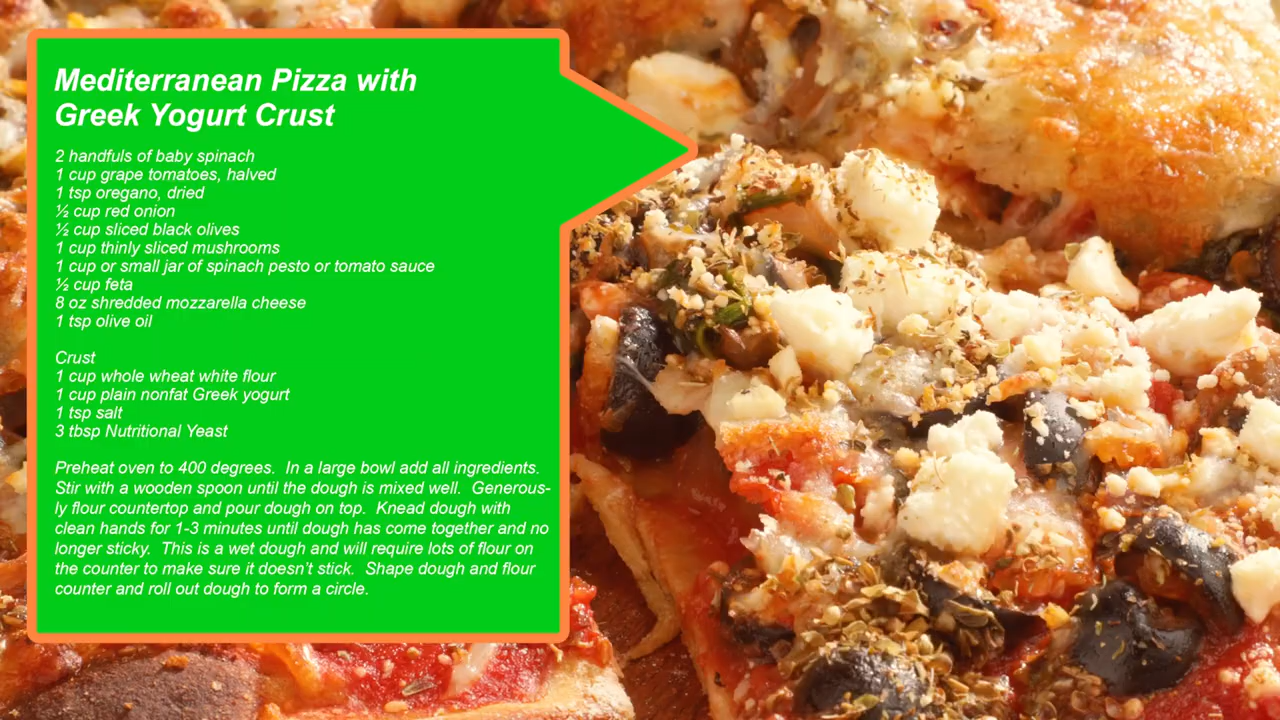 Mediterranean Pizza with
Greek Yogurt Crust
2 handfuls of baby spinach
1 cup grape tomatoes, halved
1 tsp oregano, dried
½ cup red onion
½ cup sliced black olives
1 cup thinly sliced mushrooms
1 cup or small jar of spinach pesto or tomato sauce
½ cup feta
8 oz shredded mozzarella cheese
1 tsp olive oil
Crust
1 cup whole wheat white flour
1 cup plain nonfat Greek yogurt
1 tsp salt
3 tbsp Nutritional Yeast
Preheat oven to 400 degrees.  In a large bowl add all ingredients.
Stir with a wooden spoon until the dough is mixed well.  Generous-
ly flour countertop and pour dough on top.  Knead dough with
clean hands for 1-3 minutes until dough has come together and no
longer sticky.  This is a wet dough and will require lots of flour on
the counter to make sure it doesn’t stick.  Shape dough and flour
counter and roll out dough to form a circle.